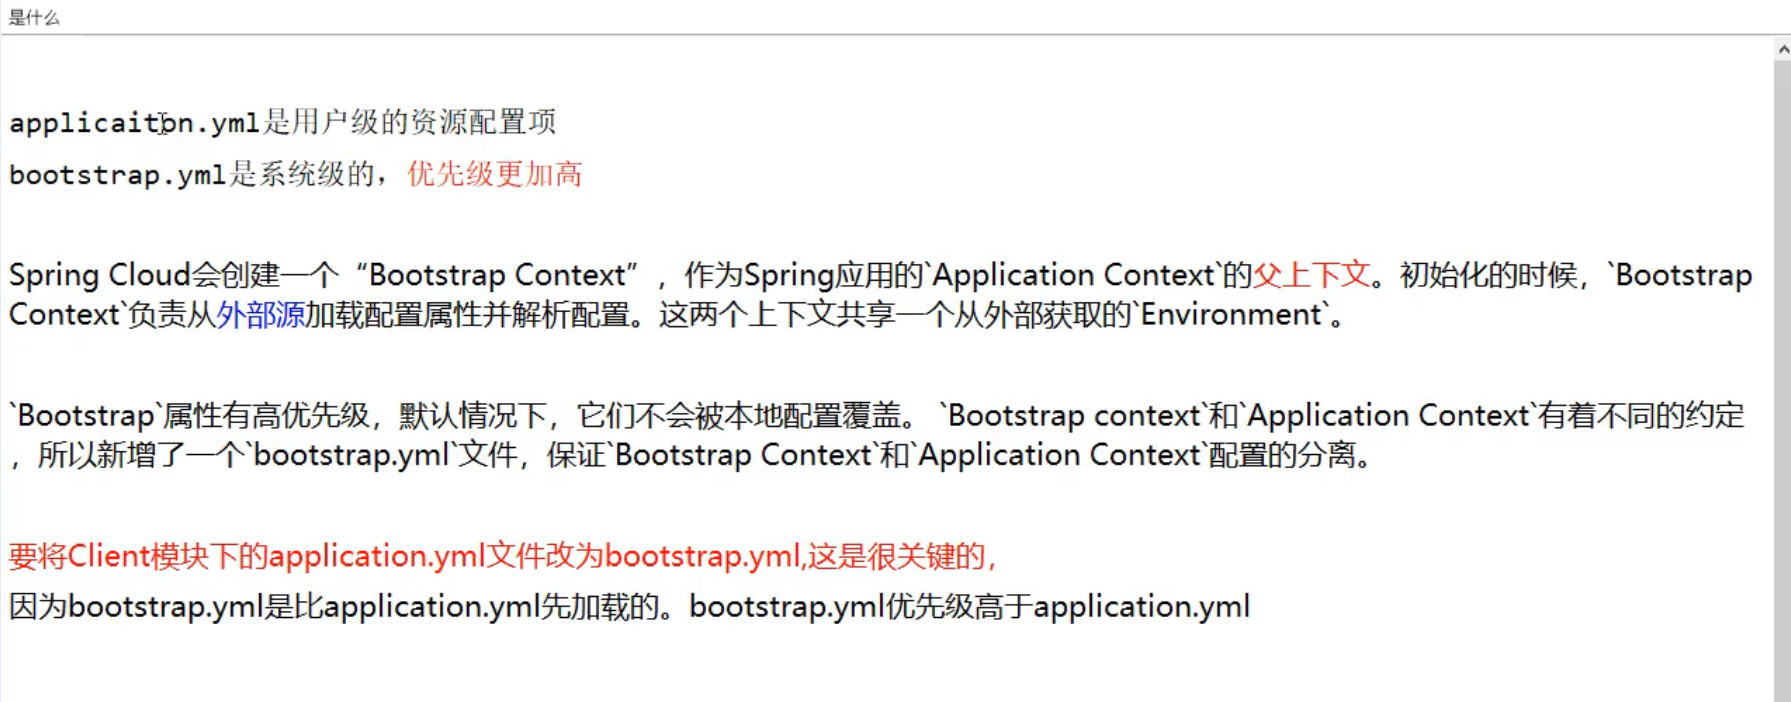 是什么
applicaiton.yml是用户级的资源配置项
bootstrap.yml是系统级的，优先级更加高
Spring Cloud会创建一个“Bootstrap Context”，作为Spring应用的`Application Context`的父上下文。初始化的时候，`Bootstrap
Context`负责从外部源加载配置属性并解析配置。这两个上下文共享一个从外部获取的`Environment`。
`Bootstrap`属性有高优先级，默认情况下，它们不会被本地配置覆盖。 `Bootstrap context`和`Application Context`有着不同的约定
，所以新增了一个`bootstrap.yml`文件，保证`Bootstrap Context`和`Application Context`配置的分离。
要将Client模块下的application.yml文件改为bootstrap.yml,这是很关键的，
因为bootstrap.yml是比application.yml先加载的。bootstrap.yml优先级高于application.yml